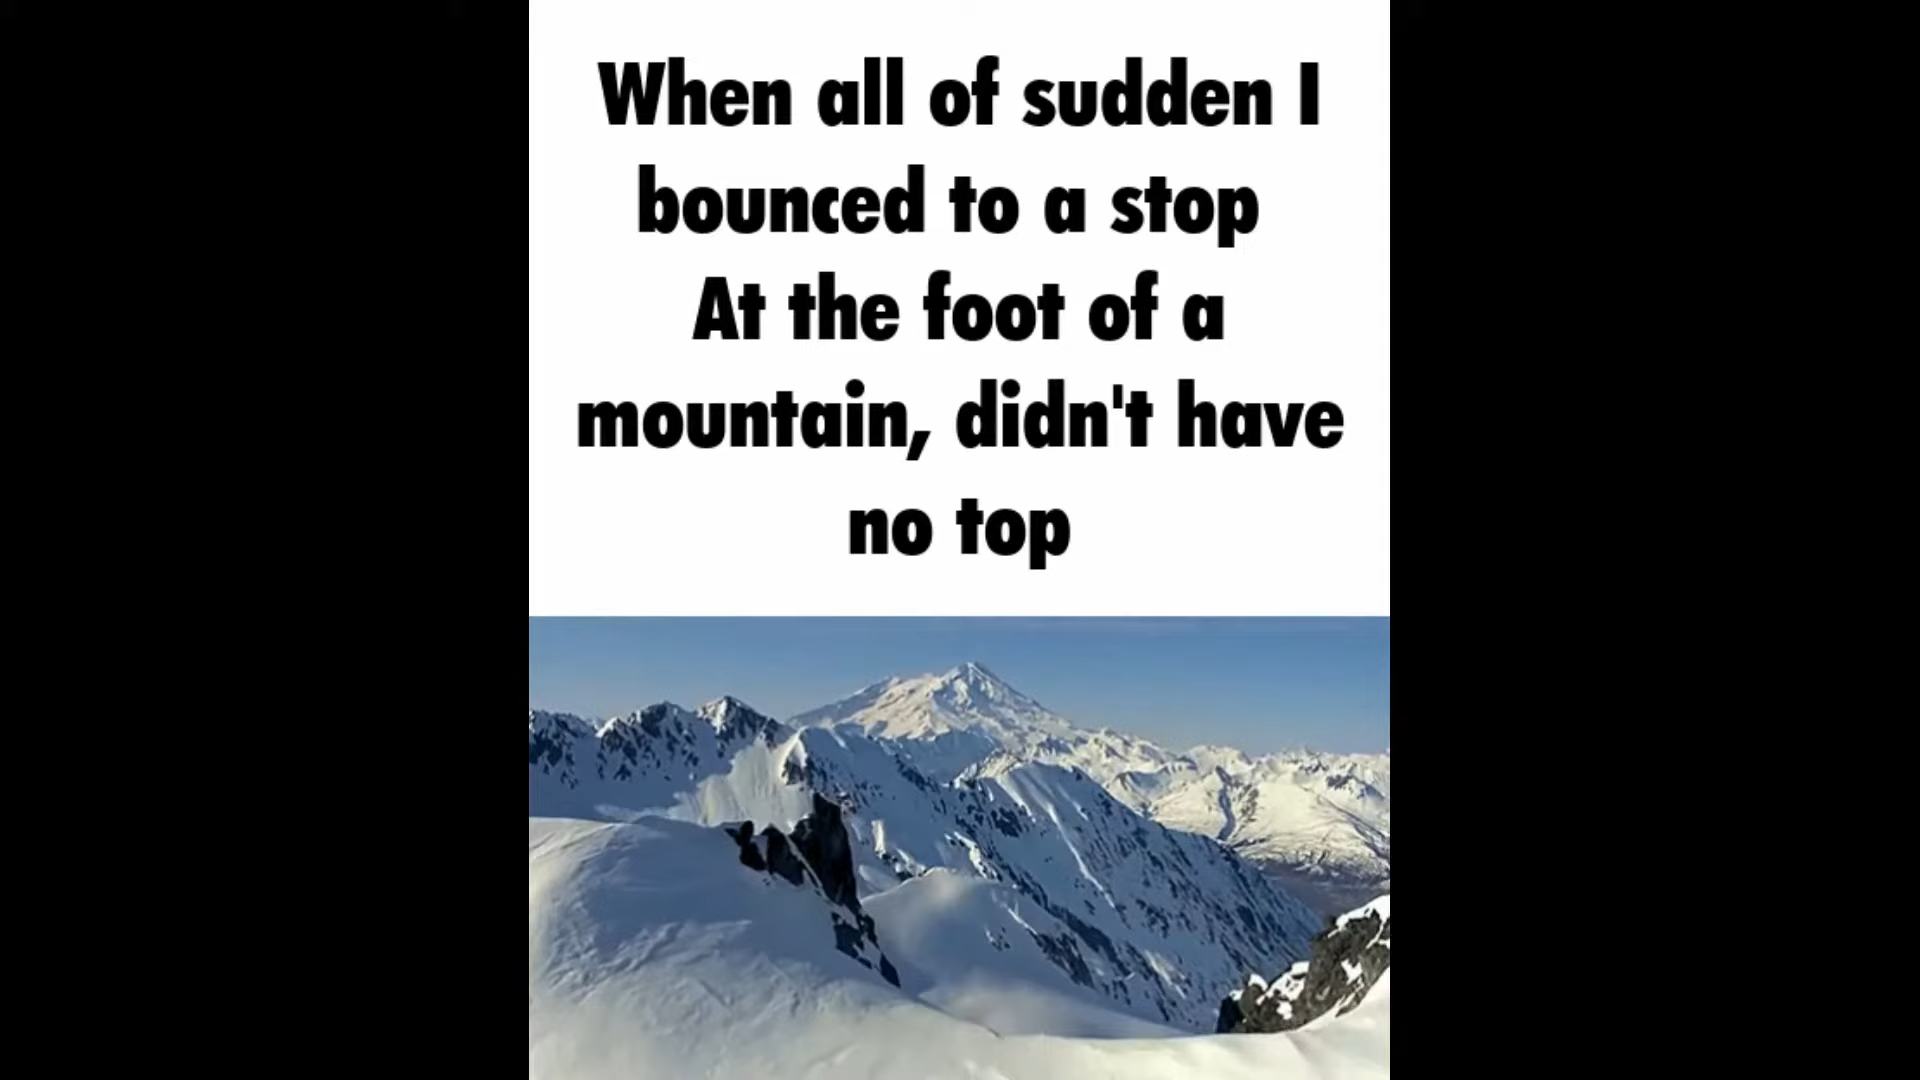 When all of sudden I
bounced to a stop
At the foot of a
mountain, didn't have
no top